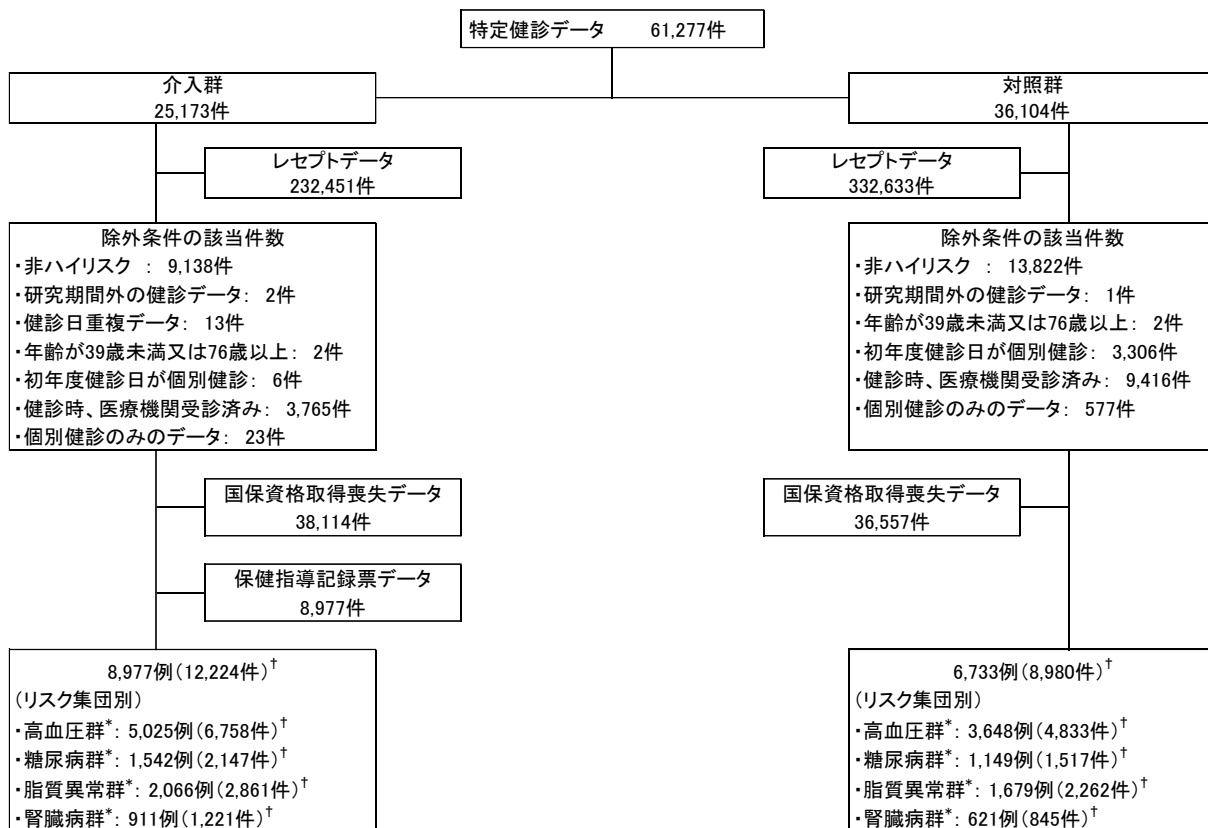 特定健診データ 61,277件
介入群
25,173件
対照群
36,104件
レセプトデータ
232,451件
レセプトデータ
332,633件
除外条件の該当件数
・非ハイリスク : 9,138件
・研究期間外の健診データ: 2件
・健診日重複データ: 13件
・年齢が39歳未満又は76歳以上: 2件
・初年度健診日が個別健診: 6件
・健診時、医療機関受診済み: 3,765件
・個別健診のみのデータ: 23件
除外条件の該当件数
・非ハイリスク : 13,822件
・研究期間外の健診データ: 1件
・年齢が39歳未満又は76歳以上: 2件
・初年度健診日が個別健診: 3,306件
・健診時、医療機関受診済み: 9,416件
・個別健診のみのデータ: 577件
国保資格取得喪失データ
38,114件
国保資格取得喪失データ
36,557件
保健指導記録票データ
8,977件
8,977例(12,224件)†
(リスク集団別)
・高血圧群*: 5,025例(6,758件)†
・糖尿病群*: 1,542例(2,147件)†
・脂質異常群*: 2,066例(2,861件)†
・腎臓病群*: 911例(1,221件)†
6,733例(8,980件)†
(リスク集団別)
・高血圧群*: 3,648例(4,833件)†
・糖尿病群*: 1,149例(1,517件)†
・脂質異常群*: 1,679例(2,262件)†
・腎臓病群*: 621例(845件)†